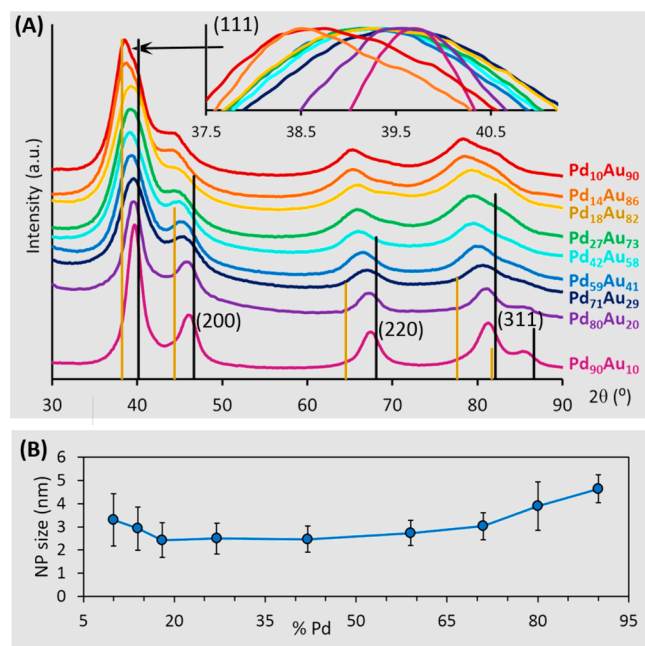 (A)
(111)
37.5 38.5 39.5 40.5
Intensity (a.u.)
Pd₁₀Au₉₀
Pd₁₄Au₈₆
Pd₁₈Au₈₂
Pd₂₇Au₇₃
Pd₄₂Au₅₈
Pd₅₉Au₄₁
Pd₇₁Au₂₉
Pd₈₀Au₂₀
Pd₉₀Au₁₀
(200)
(220)
(311)
30 40 50 60 70 80 90
2θ (º)
(B)
NP size (nm)
6
5
4
3
2
1
0
5 20 35 50 65 80 95
% Pd